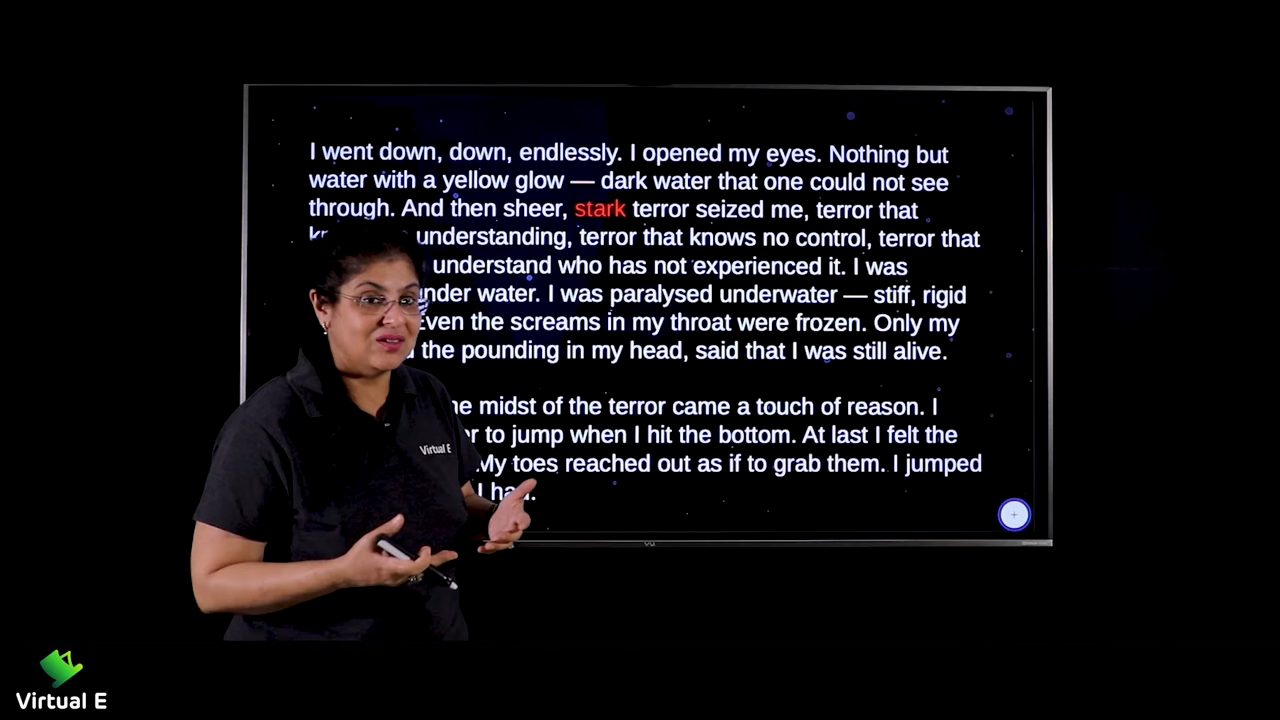 I went down, down, endlessly. I opened my eyes. Nothing but
water with a yellow glow — dark water that one could not see
through. And then sheer, stark terror seized me, terror that
understanding, terror that knows no control, terror that
understand who has not experienced it. I was
under water. I was paralysed underwater — stiff, rigid
Even the screams in my throat were frozen. Only my
the pounding in my head, said that I was still alive.
midst of the terror came a touch of reason. I
to jump when I hit the bottom. At last I felt the
My toes reached out as if to grab them. I jumped
I had.
Virtual E
Virtual E